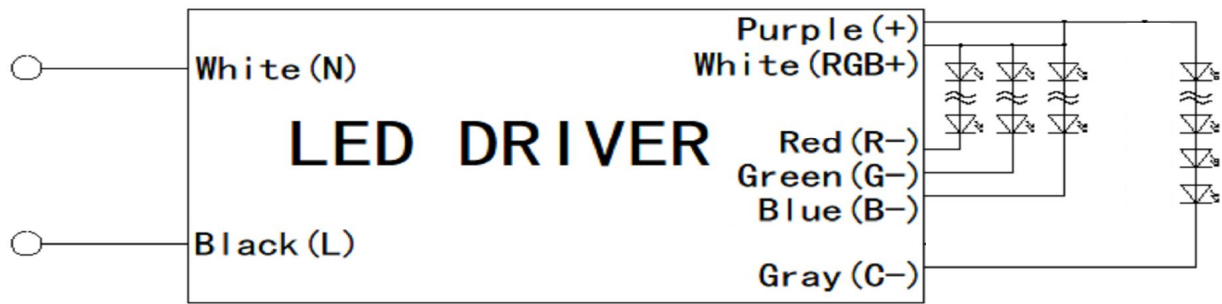 White(N)
Black(L)
LED DRIVER
Purple(+)
White(RGB+)
Red(R-)
Green(G-)
Blue(B-)
Gray(C-)